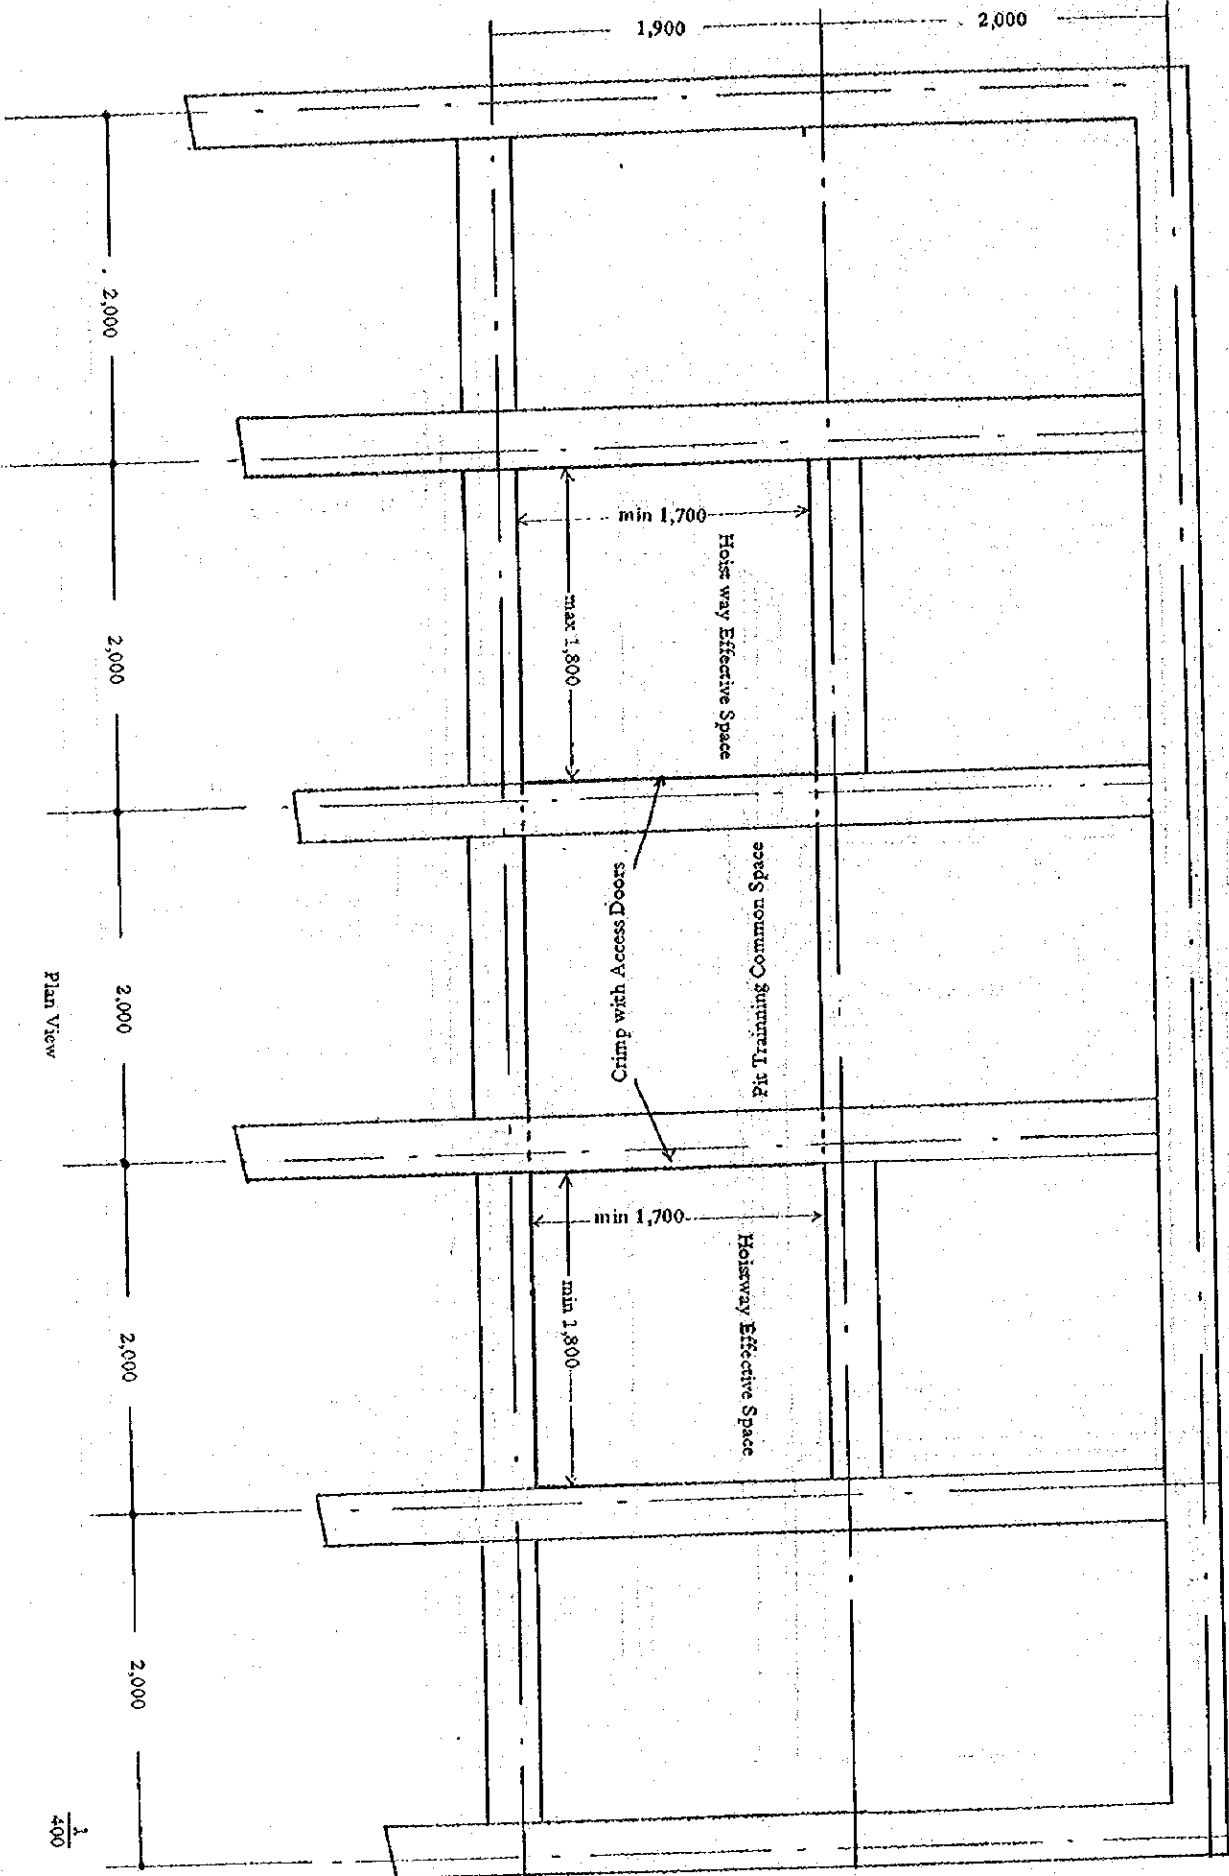 1,900
2,000
2,000
2,000
2,000
2,000
2,000
min 1,700
max 1,800
Hoist way Effective Space
Crimp with Access Doors
Pit Trainning Common Space
min 1,700
min 1,800
Hoistway Effective Space
Plan View
1
400